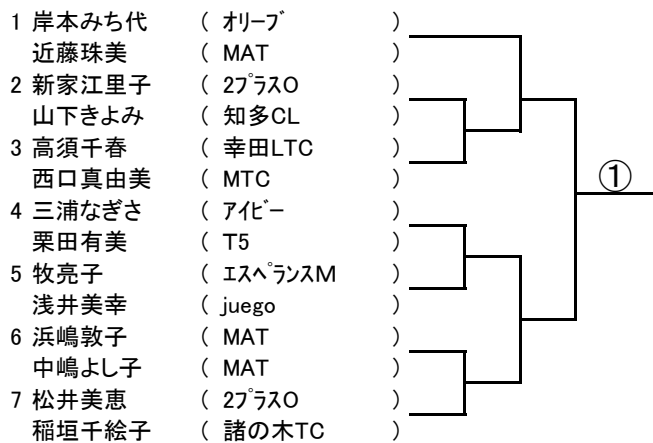 1 岸本みち代 ( オリーブ )
近藤珠美 ( MAT )
2 新家江里子 ( 2プラスO )
山下きよみ ( 知多CL )
3 高須千春 ( 幸田LTC )
西口真由美 ( MTC )
①
4 三浦なぎさ ( アイビー )
栗田有美 ( T5 )
5 牧亮子 ( エスペランスM )
浅井美幸 ( juego )
6 浜嶋敦子 ( MAT )
中嶋よし子 ( MAT )
7 松井美恵 ( 2プラスO )
稲垣千絵子 ( 諸の木TC )